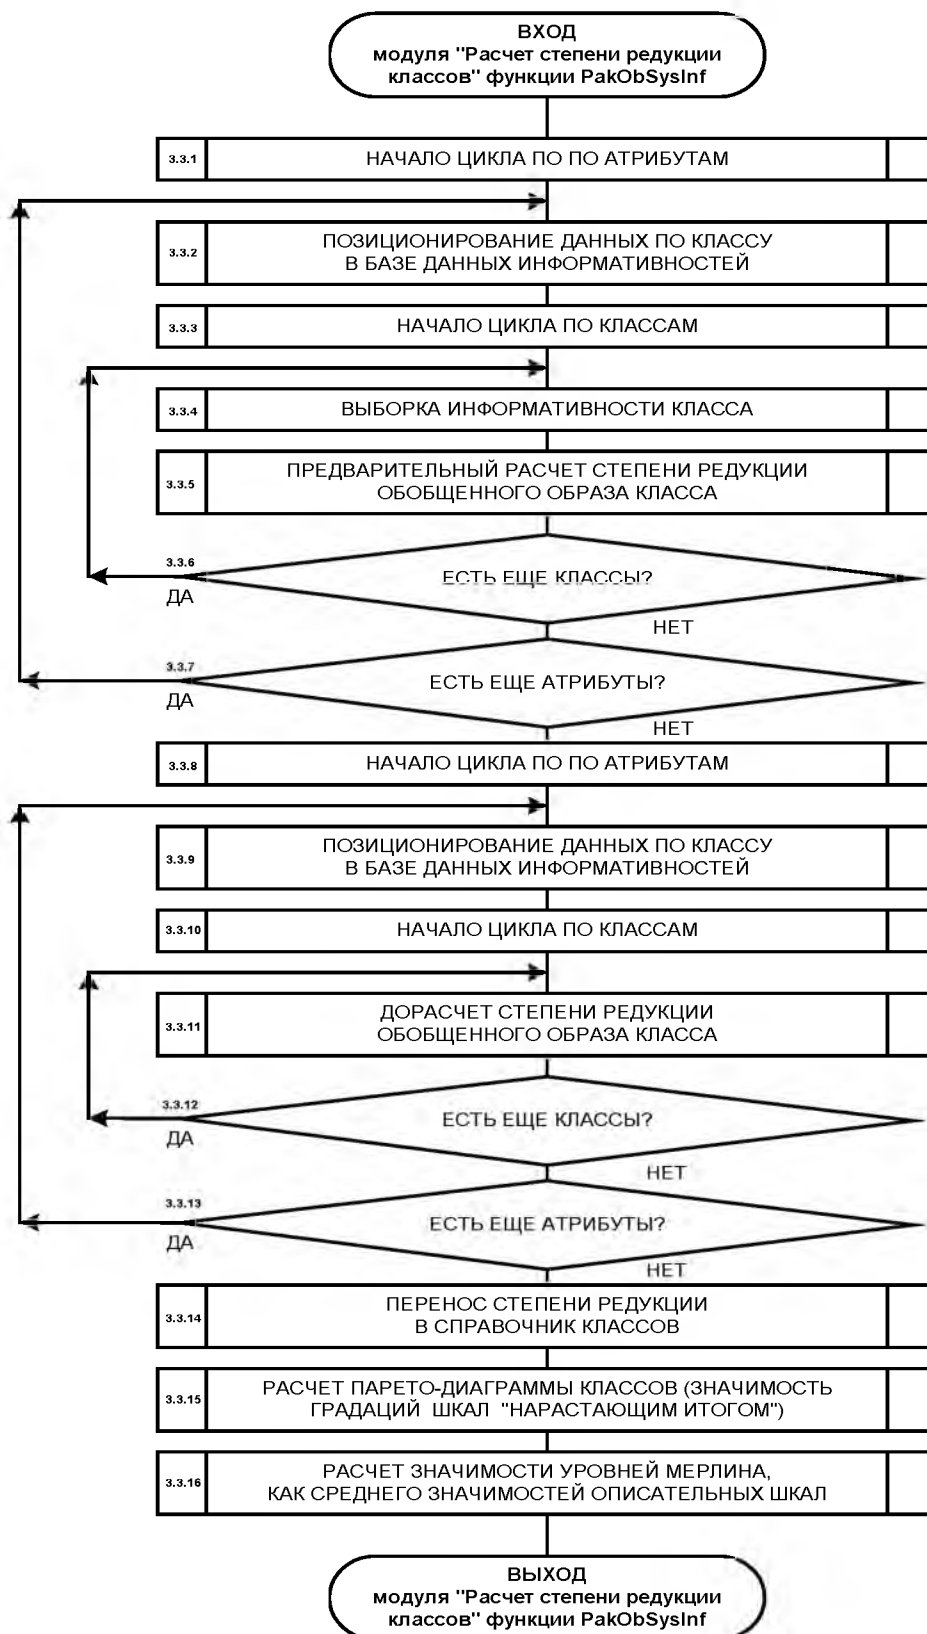 ВХОД
модуля "Расчет степени редукции
классов" функции PakObSysInf
3.3.1
НАЧАЛО ЦИКЛА ПО ПО АТРИБУТАМ
3.3.2
ПОЗИЦИОНИРОВАНИЕ ДАННЫХ ПО КЛАССУ
В БАЗЕ ДАННЫХ ИНФОРМАТИВНОСТЕЙ
3.3.3
НАЧАЛО ЦИКЛА ПО КЛАССАМ
3.3.4
ВЫБОРКА ИНФОРМАТИВНОСТИ КЛАССА
3.3.5
ПРЕДВАРИТЕЛЬНЫЙ РАСЧЕТ СТЕПЕНИ РЕДУКЦИИ
ОБОБЩЕННОГО ОБРАЗА КЛАССА
3.3.6
ЕСТЬ ЕЩЕ КЛАССЫ?
ДА
НЕТ
3.3.7
ЕСТЬ ЕЩЕ АТРИБУТЫ?
ДА
НЕТ
3.3.8
НАЧАЛО ЦИКЛА ПО ПО АТРИБУТАМ
3.3.9
ПОЗИЦИОНИРОВАНИЕ ДАННЫХ ПО КЛАССУ
В БАЗЕ ДАННЫХ ИНФОРМАТИВНОСТЕЙ
3.3.10
НАЧАЛО ЦИКЛА ПО КЛАССАМ
3.3.11
ДОРАСЧЕТ СТЕПЕНИ РЕДУКЦИИ
ОБОБЩЕННОГО ОБРАЗА КЛАССА
3.3.12
ЕСТЬ ЕЩЕ КЛАССЫ?
ДА
НЕТ
3.3.13
ЕСТЬ ЕЩЕ АТРИБУТЫ?
ДА
НЕТ
3.3.14
ПЕРЕНОС СТЕПЕНИ РЕДУКЦИИ
В СПРАВОЧНИК КЛАССОВ
3.3.15
РАСЧЕТ ПАРЕТО-ДИАГРАММЫ КЛАССОВ (ЗНАЧИМОСТЬ
ГРАДАЦИЙ ШКАЛ "НАРАСТАЮЩИМ ИТОГОМ")
3.3.16
РАСЧЕТ ЗНАЧИМОСТИ УРОВНЕЙ МЕРЛИНА,
КАК СРЕДНЕГО ЗНАЧИМОСТЕЙ ОПИСАТЕЛЬНЫХ ШКАЛ
ВЫХОД
модуля "Расчет степени редукции
классов" функции PakObSysInf